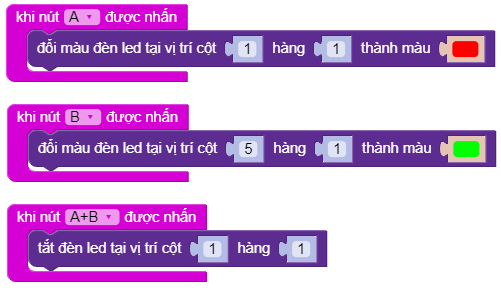 khi nút A được nhấn
đổi màu đèn led tại vị trí cột 1 hàng 1 thành màu
khi nút B được nhấn
đổi màu đèn led tại vị trí cột 5 hàng 1 thành màu
khi nút A+B được nhấn
tắt đèn led tại vị trí cột 1 hàng 1